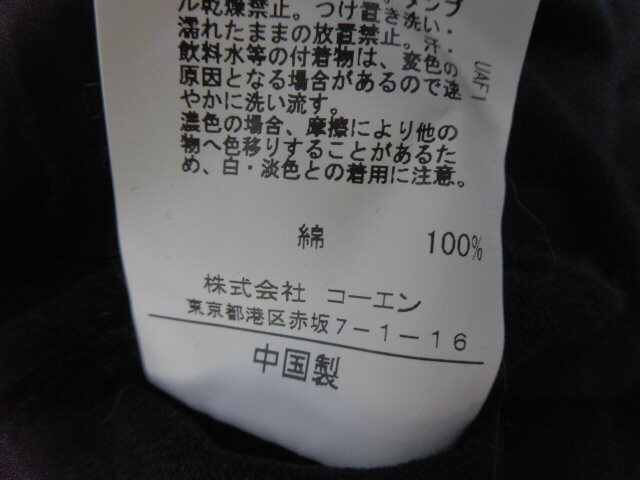 タンブ
ル乾燥禁止。つけ置き洗い・
濡れたままの放置禁止。汗・
飲料水等の付着物は、変色の
原因となる場合があるので速
やかに洗い流す。
濃色の場合、摩擦により他の
物へ色移りすることがあるた
め、白・淡色との着用に注意。
(UAF)
綿 100%
株式会社 コーエン
東京都港区赤坂7-1-16
中国製